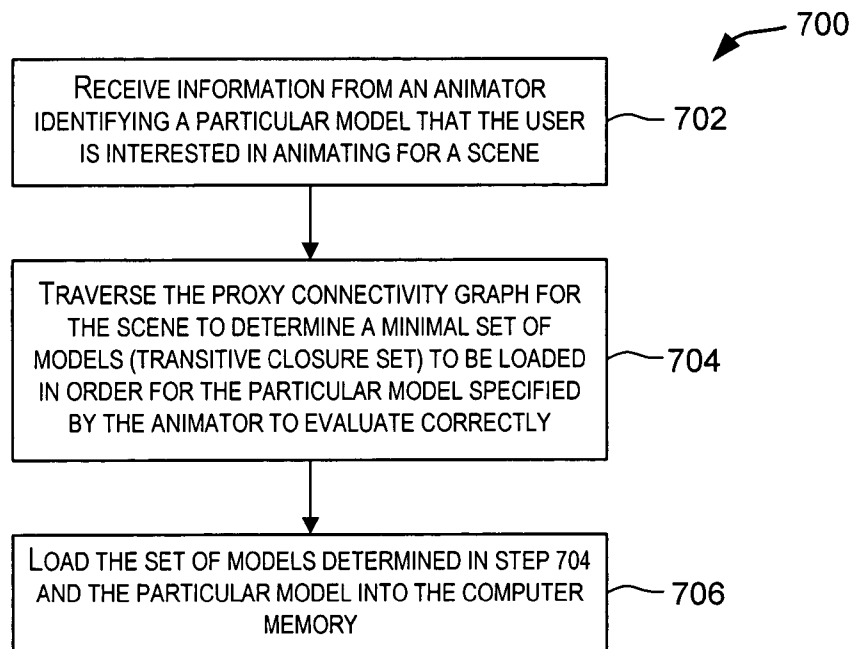 700
RECEIVE INFORMATION FROM AN ANIMATOR
IDENTIFYING A PARTICULAR MODEL THAT THE USER
IS INTERESTED IN ANIMATING FOR A SCENE
702
TRAVERSE THE PROXY CONNECTIVITY GRAPH FOR
THE SCENE TO DETERMINE A MINIMAL SET OF
MODELS (TRANSITIVE CLOSURE SET) TO BE LOADED
IN ORDER FOR THE PARTICULAR MODEL SPECIFIED
BY THE ANIMATOR TO EVALUATE CORRECTLY
704
LOAD THE SET OF MODELS DETERMINED IN STEP 704
AND THE PARTICULAR MODEL INTO THE COMPUTER
MEMORY
706